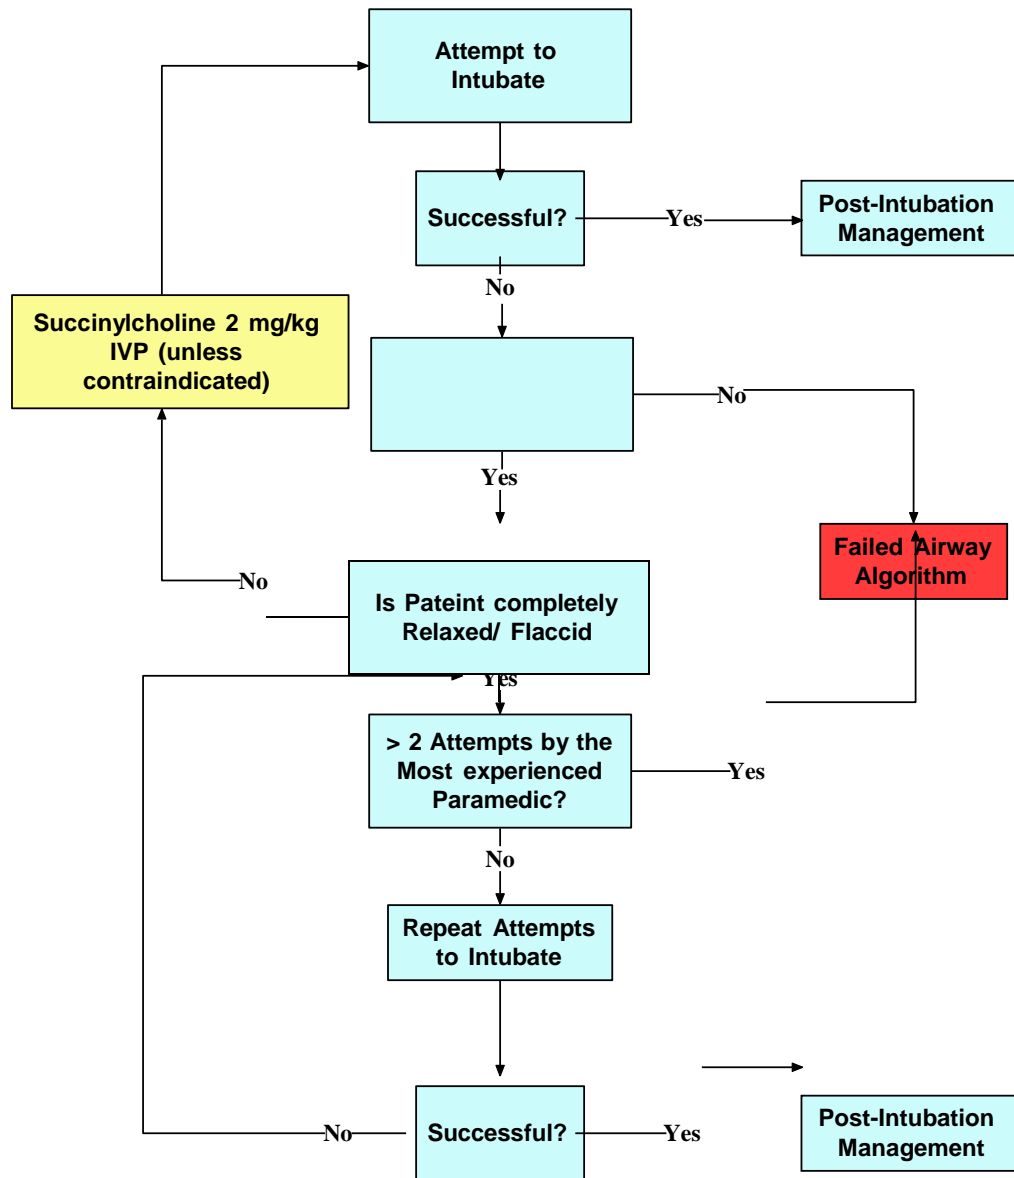 Attempt to
Intubate
Successful?
Yes
Post-Intubation
Management
No
Succinylcholine 2 mg/kg
IVP (unless
contraindicated)
No
Yes
Failed Airway
Algorithm
No
Is Pateint completely
Relaxed/ Flaccid
Yes
> 2 Attempts by the
Most experienced
Paramedic?
Yes
No
Repeat Attempts
to Intubate
No
Successful?
Yes
Post-Intubation
Management